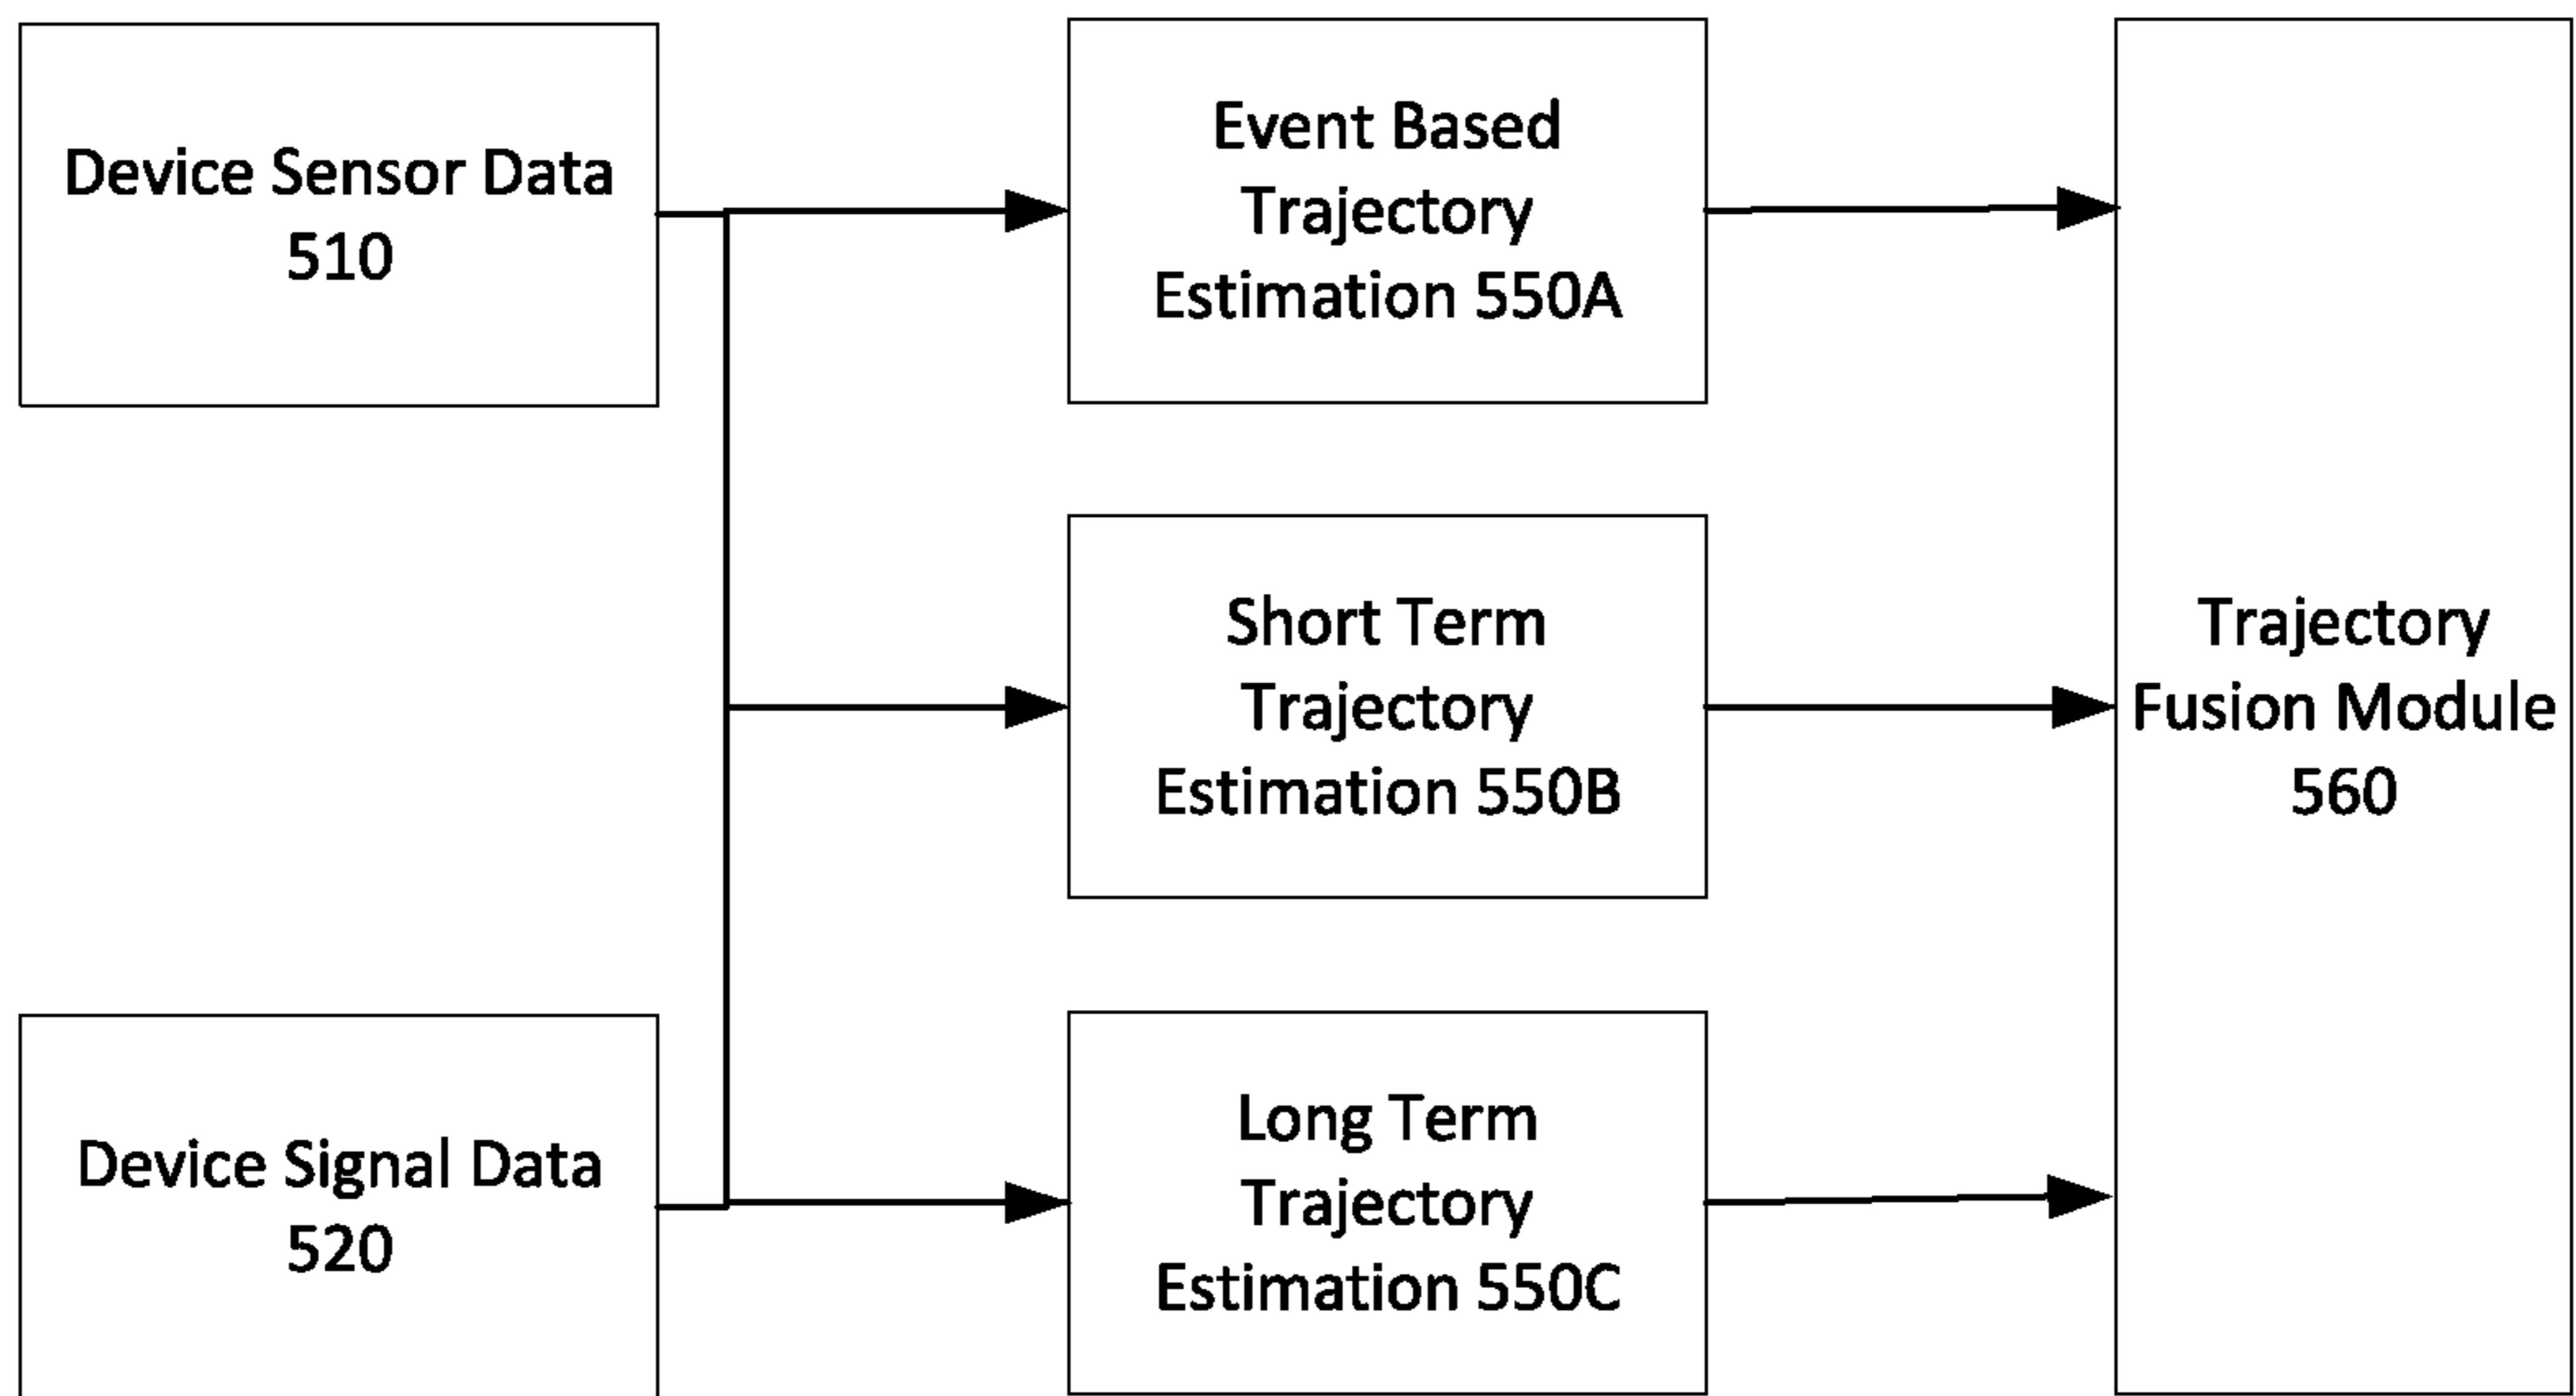 Device Sensor Data
510
Event Based
Trajectory
Estimation 550A
Short Term
Trajectory
Estimation 550B
Trajectory
Fusion Module
560
Device Signal Data
520
Long Term
Trajectory
Estimation 550C